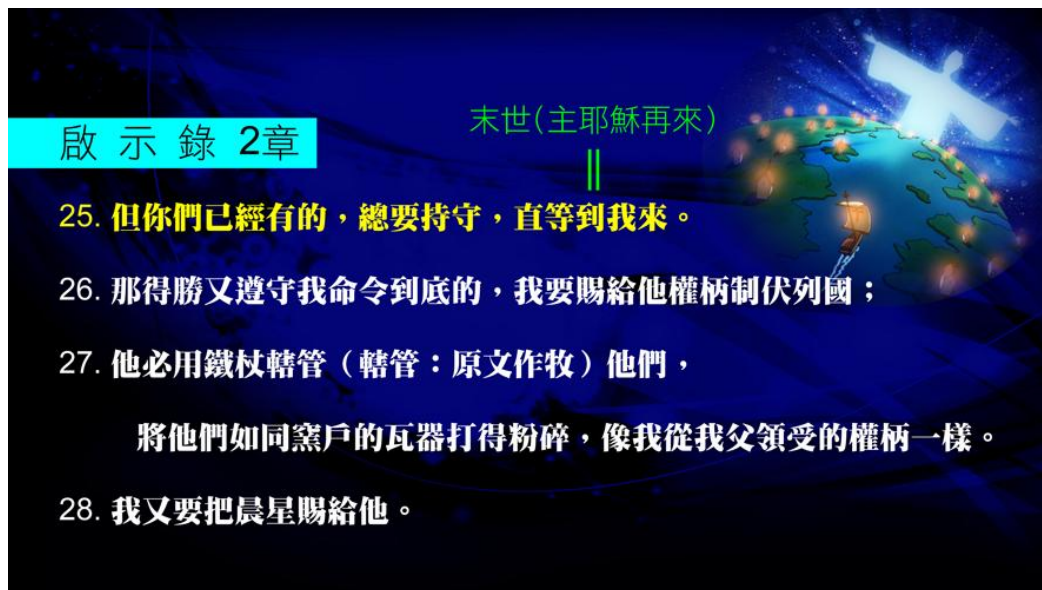 末世(主耶穌再來)
啟示錄 2章
25. 但你們已經有的，總要持守，直等到我來。
26. 那得勝又遵守我命令到底的，我要賜給他權柄制伏列國；
27. 他必用鐵杖轄管（轄管：原文作牧）他們，
將他們如同窯戶的瓦器打得粉碎，像我從我父領受的權柄一樣。
28. 我又要把晨星賜給他。